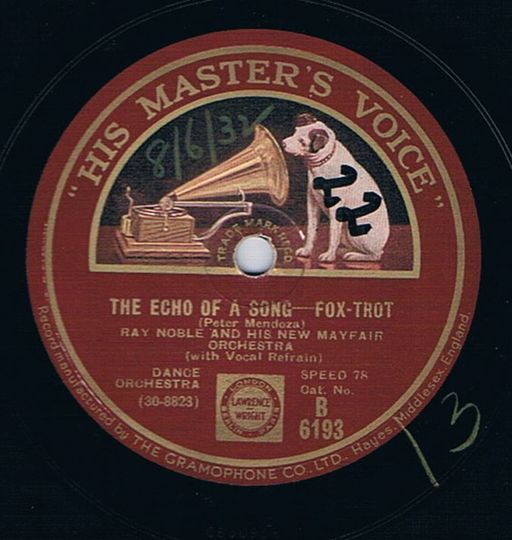 "HIS MASTER'S VOICE"
8/6/32
22
TRADE MARK
THE ECHO OF A SONG — FOX-TROT
(Peter Mendoza)
RAY NOBLE AND HIS NEW MAYFAIR
ORCHESTRA
(with Vocal Refrain)
DANCE
ORCHESTRA
(30-8823)
LONDON
LAWRENCE
WRIGHT
SPEED 78
Cat. No.
B
6193
13
Record manufactured by THE GRAMOPHONE CO., LTD., Hayes, Middlesex, England.